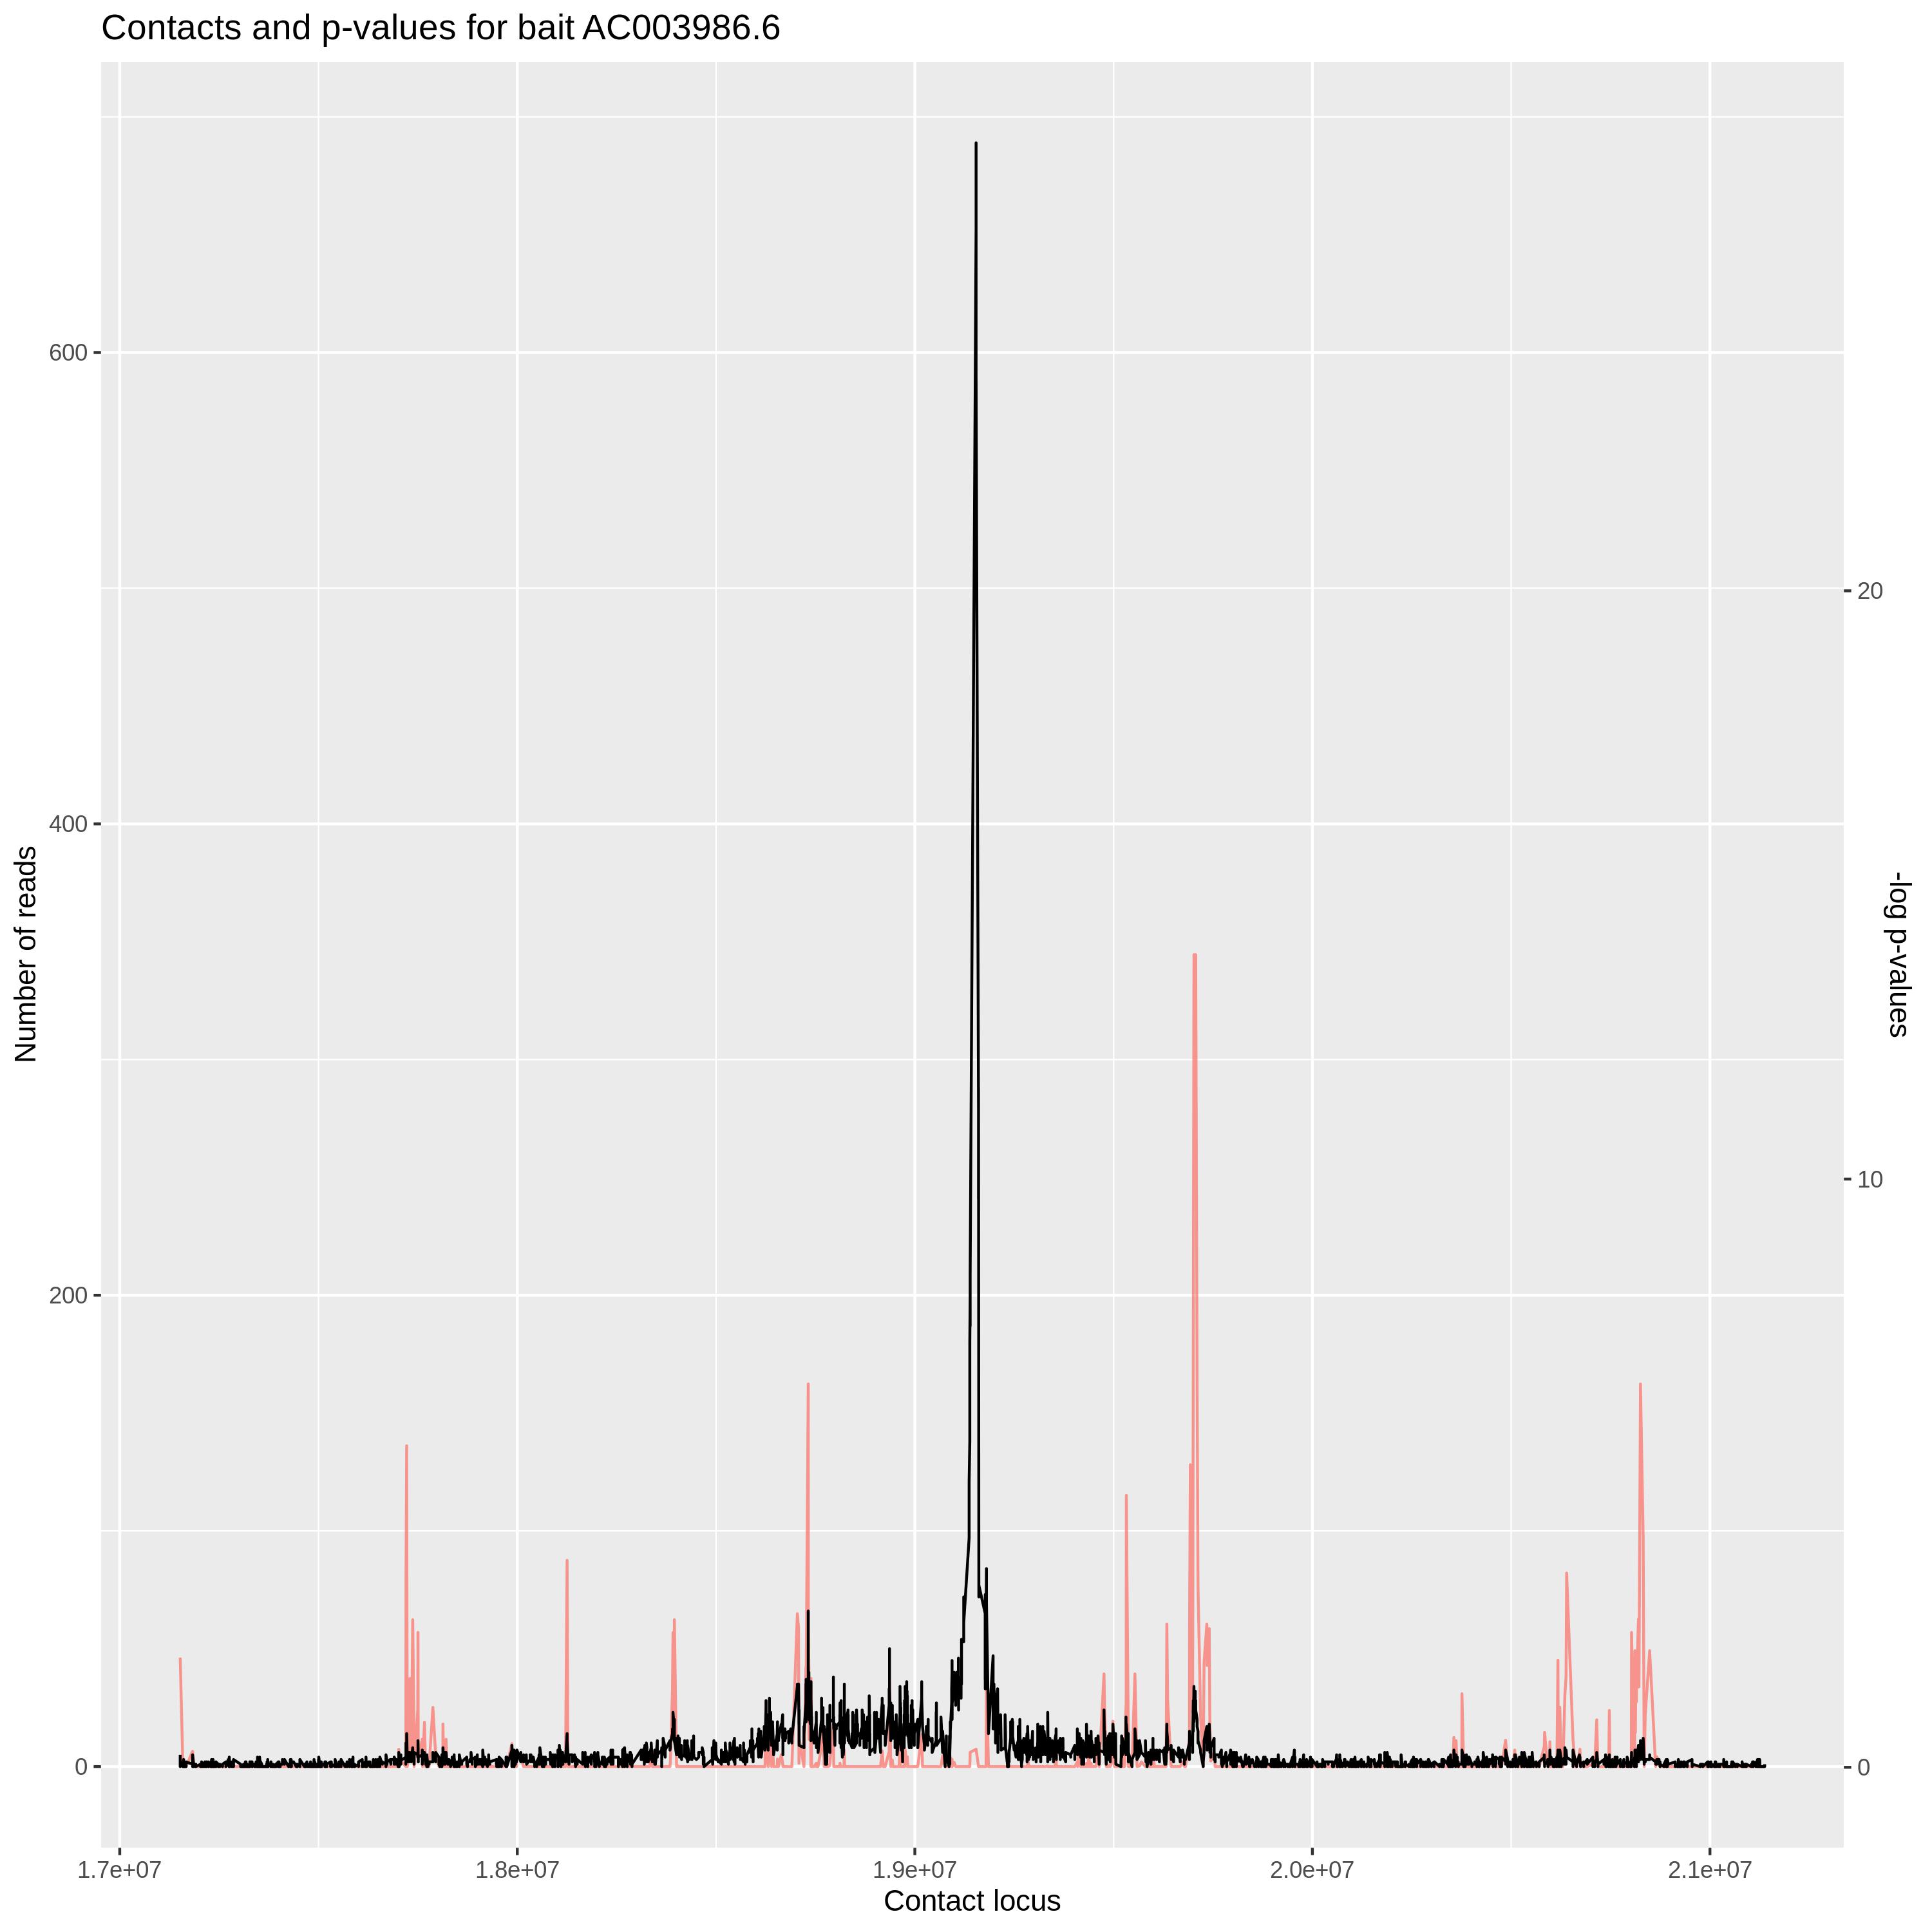 Contacts and p-values for bait AC003986.6
600
400
200
0
Number of reads
20
10
0
-log p-values
1.7e+07
1.8e+07
1.9e+07
2.0e+07
2.1e+07
Contact locus